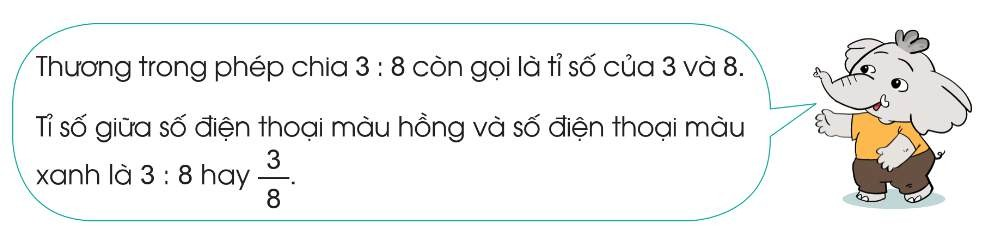 Thương trong phép chia 3 : 8 còn gọi là tỉ số của 3 và 8.
Tỉ số giữa số điện thoại màu hồng và số điện thoại màu
xanh là 3 : 8 hay 3/8.